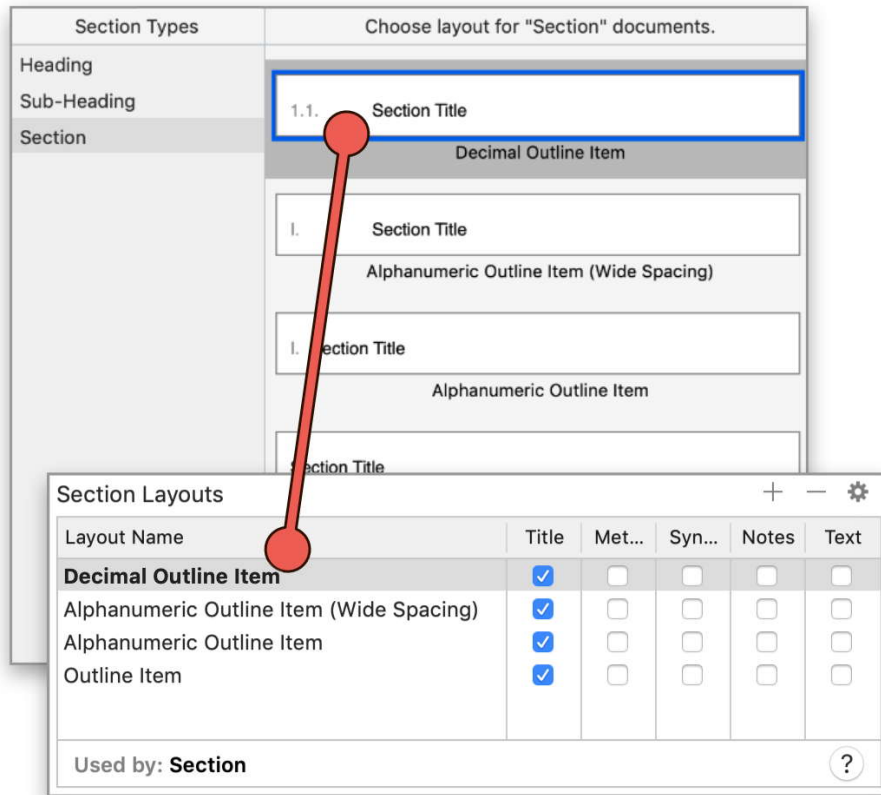 Section Types
Choose layout for "Section" documents.
Heading
Sub-Heading
Section
1.1. Section Title
Decimal Outline Item
I. Section Title
Alphanumeric Outline Item (Wide Spacing)
I. ection Title
Alphanumeric Outline Item
ection Title
Section Layouts
Layout Name Title Met... Syn... Notes Text
Decimal Outline Item
Alphanumeric Outline Item (Wide Spacing)
Alphanumeric Outline Item
Outline Item
Used by: Section ?